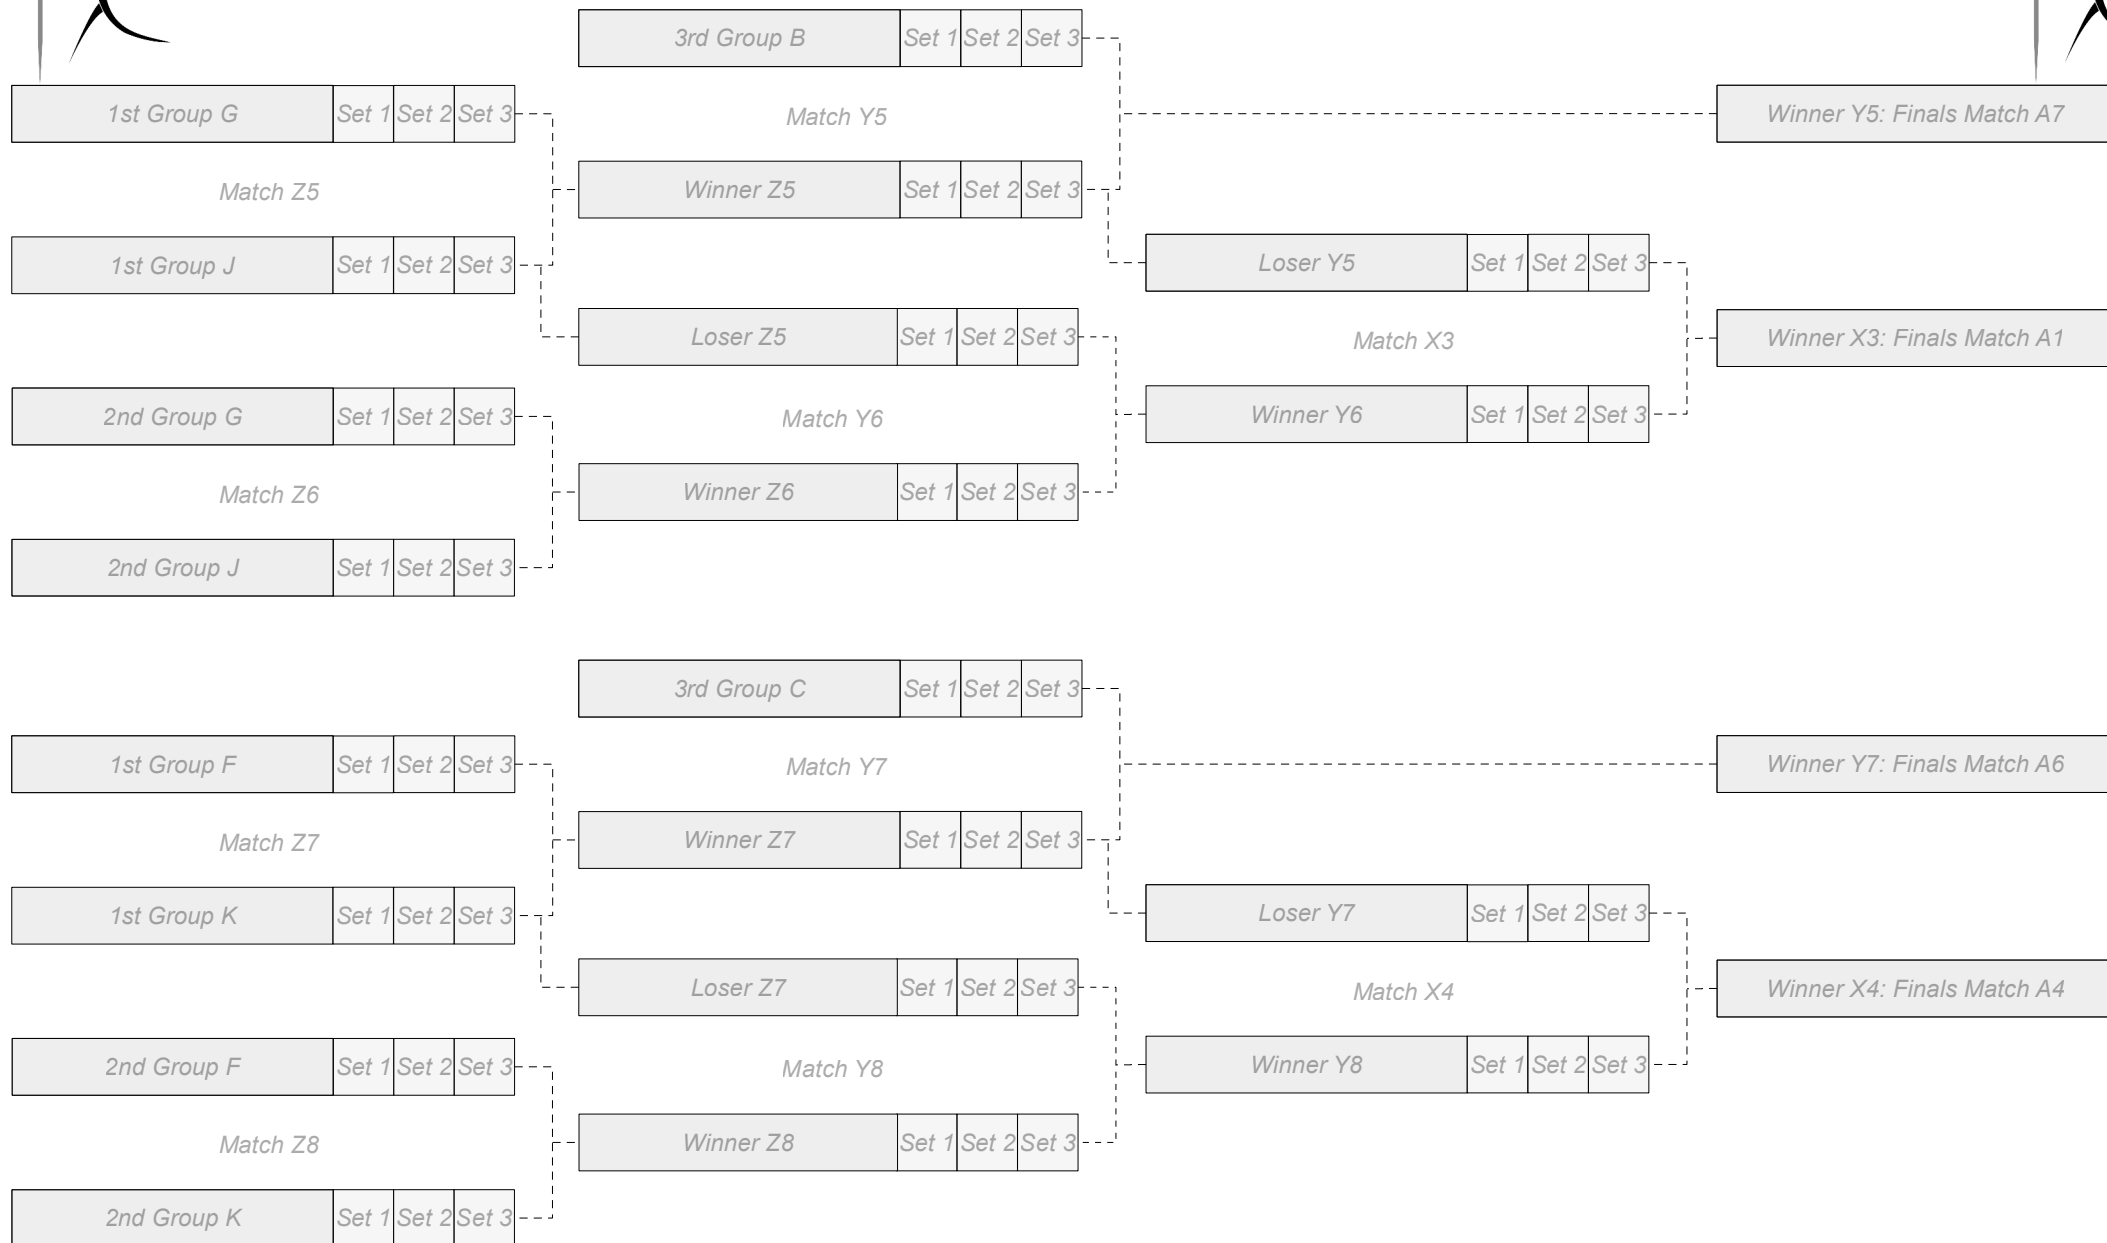 3rd Group B Set 1 Set 2 Set 3
1st Group G Set 1 Set 2 Set 3
Match Y5
Winner Y5: Finals Match A7
Match Z5
Winner Z5 Set 1 Set 2 Set 3
1st Group J Set 1 Set 2 Set 3
Loser Y5 Set 1 Set 2 Set 3
Loser Z5 Set 1 Set 2 Set 3
Match X3
Winner X3: Finals Match A1
2nd Group G Set 1 Set 2 Set 3
Match Y6
Winner Y6 Set 1 Set 2 Set 3
Match Z6
Winner Z6 Set 1 Set 2 Set 3
2nd Group J Set 1 Set 2 Set 3
3rd Group C Set 1 Set 2 Set 3
1st Group F Set 1 Set 2 Set 3
Match Y7
Winner Y7: Finals Match A6
Match Z7
Winner Z7 Set 1 Set 2 Set 3
1st Group K Set 1 Set 2 Set 3
Loser Y7 Set 1 Set 2 Set 3
Loser Z7 Set 1 Set 2 Set 3
Match X4
Winner X4: Finals Match A4
2nd Group F Set 1 Set 2 Set 3
Match Y8
Winner Y8 Set 1 Set 2 Set 3
Match Z8
Winner Z8 Set 1 Set 2 Set 3
2nd Group K Set 1 Set 2 Set 3